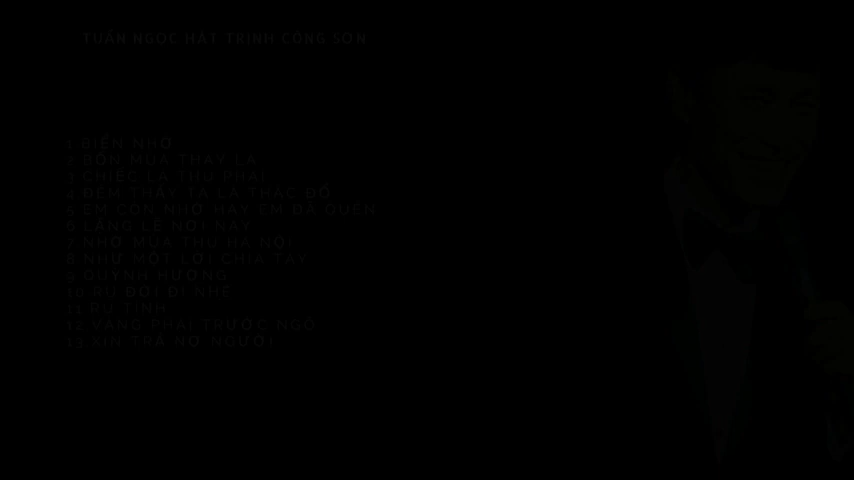 TUẤN NGỌC HÁT TRỊNH CÔNG SƠN
1.BIỂN NHỚ
2.BỐN MÙA THAY LÁ
3.CHIẾC LÁ THU PHAI
4.ĐÊM THẤY TA LÀ THÁC ĐỔ
5.EM CÒN NHỚ HAY EM ĐÃ QUÊN
6.LẶNG LẼ NƠI NÀY
7.NHỚ MÙA THU HÀ NỘI
8.NHƯ MỘT LỜI CHIA TAY
9.QUỲNH HƯƠNG
10.RU ĐỜI ĐI NHÉ
11.RU TÌNH
12.VÀNG PHAI TRƯỚC NGÕ
13.XIN TRẢ NỢ NGƯỜI